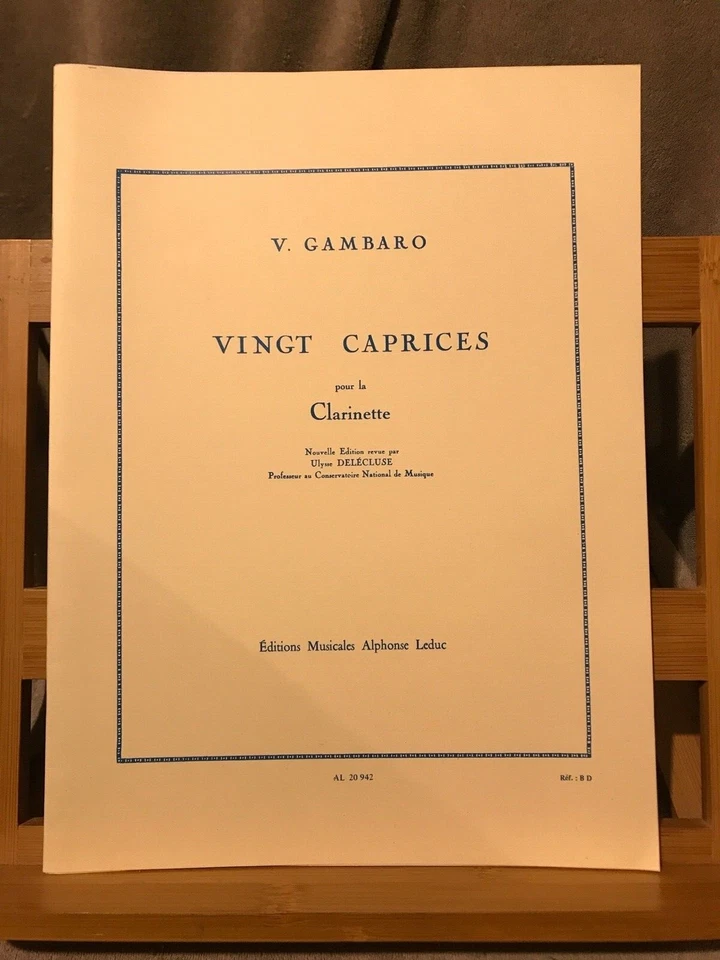 V. GAMBARO
VINGT CAPRICES
pour la
Clarinette
Nouvelle Edition revue par
Ulysse DELÉCLUSE
Professeur au Conservatoire National de Musique
Éditions Musicales Alphonse Leduc
AL 20 942
Réf. : B D